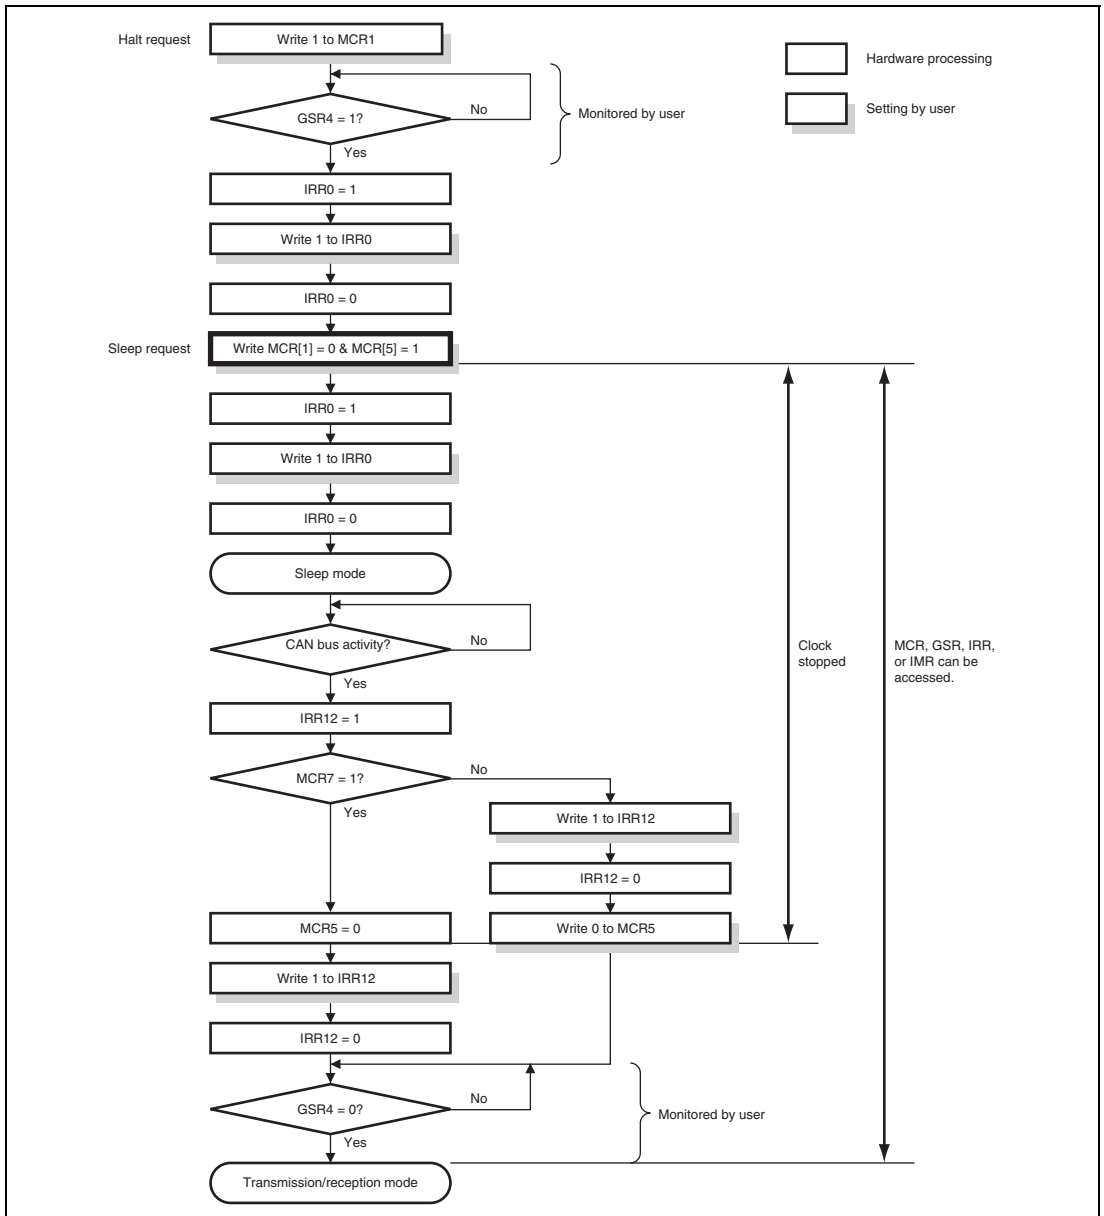 Halt request
Write 1 to MCR1
Hardware processing
GSR4 = 1?
No
Monitored by user
Setting by user
Yes
IRR0 = 1
Write 1 to IRR0
IRR0 = 0
Sleep request
Write MCR[1] = 0 & MCR[5] = 1
IRR0 = 1
Write 1 to IRR0
IRR0 = 0
Sleep mode
CAN bus activity?
No
Clock
stopped
MCR, GSR, IRR,
or IMR can be
accessed.
Yes
IRR12 = 1
MCR7 = 1?
No
Yes
Write 1 to IRR12
IRR12 = 0
MCR5 = 0
Write 0 to MCR5
Write 1 to IRR12
IRR12 = 0
GSR4 = 0?
No
Monitored by user
Yes
Transmission/reception mode